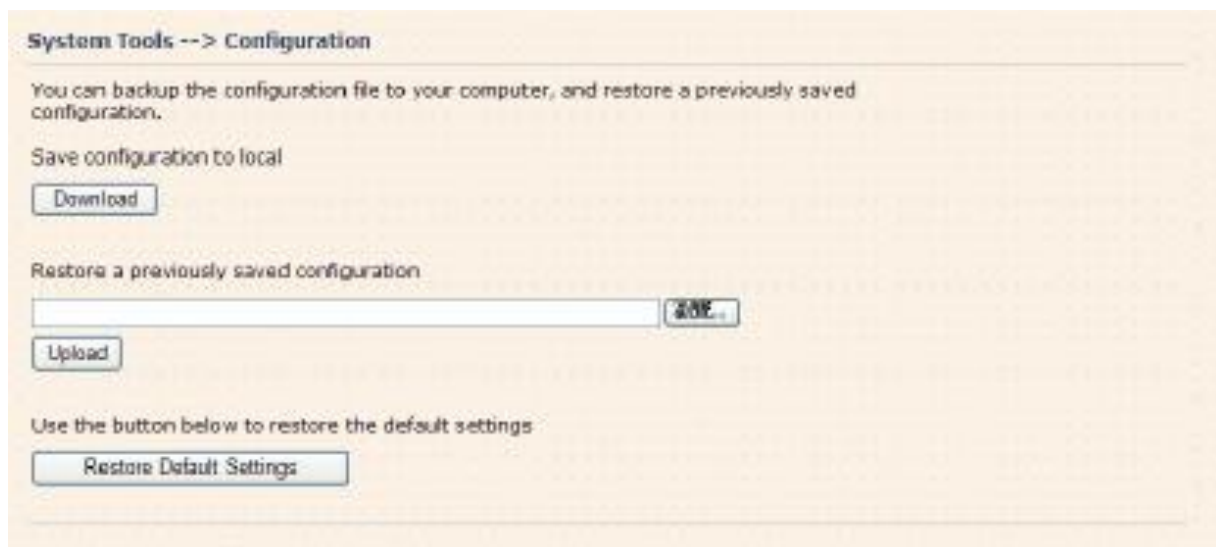 System Tools --> Configuration
You can backup the configuration file to your computer, and restore a previously saved
configuration.
Save configuration to local
Download
Restore a previously saved configuration
Upload
Use the button below to restore the default settings
Restore Default Settings